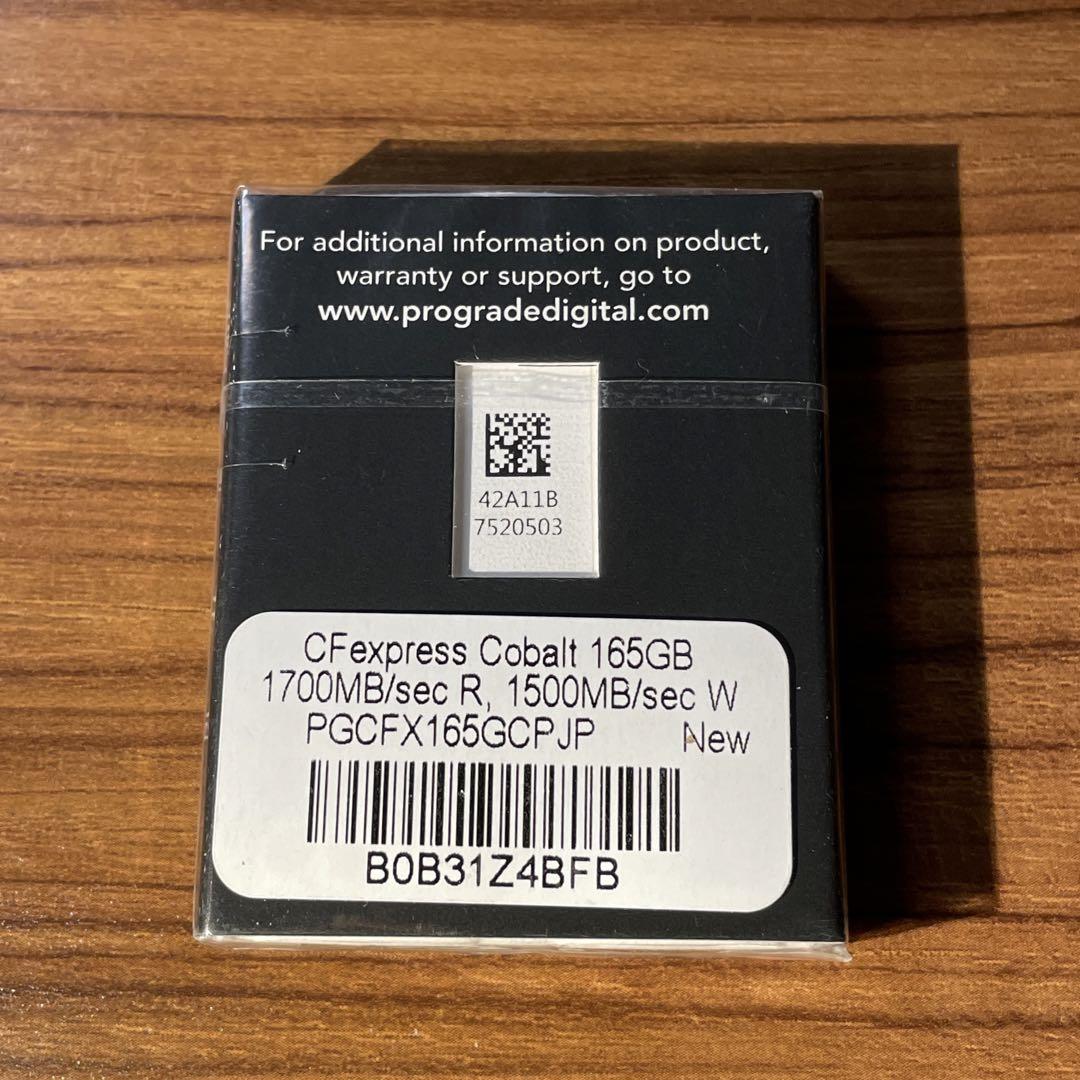 For additional information on product,
warranty or support, go to
www.progradedigital.com
42A11B
7520503
CFexpress Cobalt 165GB
1700MB/sec R, 1500MB/sec W
PGCFX165GCPJP New
B0B31Z4BFB